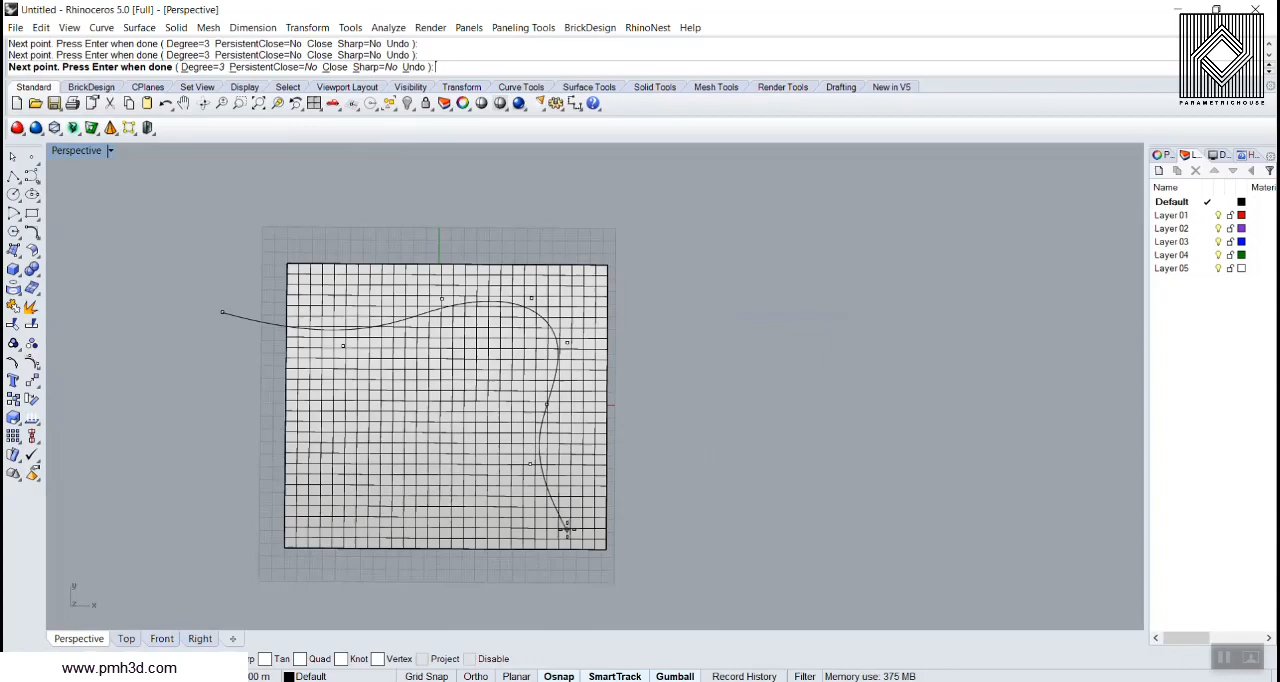 Untitled - Rhinoceros 5.0 [Full] - [Perspective]
File Edit View Curve Surface Solid Mesh Dimension Transform Tools Analyze Render Panels Paneling Tools BrickDesign RhinoNest Help
Next point. Press Enter when done ( Degree=3 PersistentClose=No Close Sharp=No Undo ):
Next point. Press Enter when done ( Degree=3 PersistentClose=No Close Sharp=No Undo ):
Next point. Press Enter when done ( Degree=3 PersistentClose=No Close Sharp=No Undo ):
Standard BrickDesign CPlanes Set View Display Select Viewport Layout Visibility Transform Curve Tools Surface Tools Solid Tools Mesh Tools Render Tools Drafting New in V5
PARAMETRICHOUSE
Perspective
P... L... D... H...
Name Materi
Default
Layer 01
Layer 02
Layer 03
Layer 04
Layer 05
y
z x
Perspective Top Front Right
Tan Quad Knot Vertex Project Disable
www.pmh3d.com
Default Grid Snap Ortho Planar Osnap SmartTrack Gumball Record History Filter Memory use: 375 MB